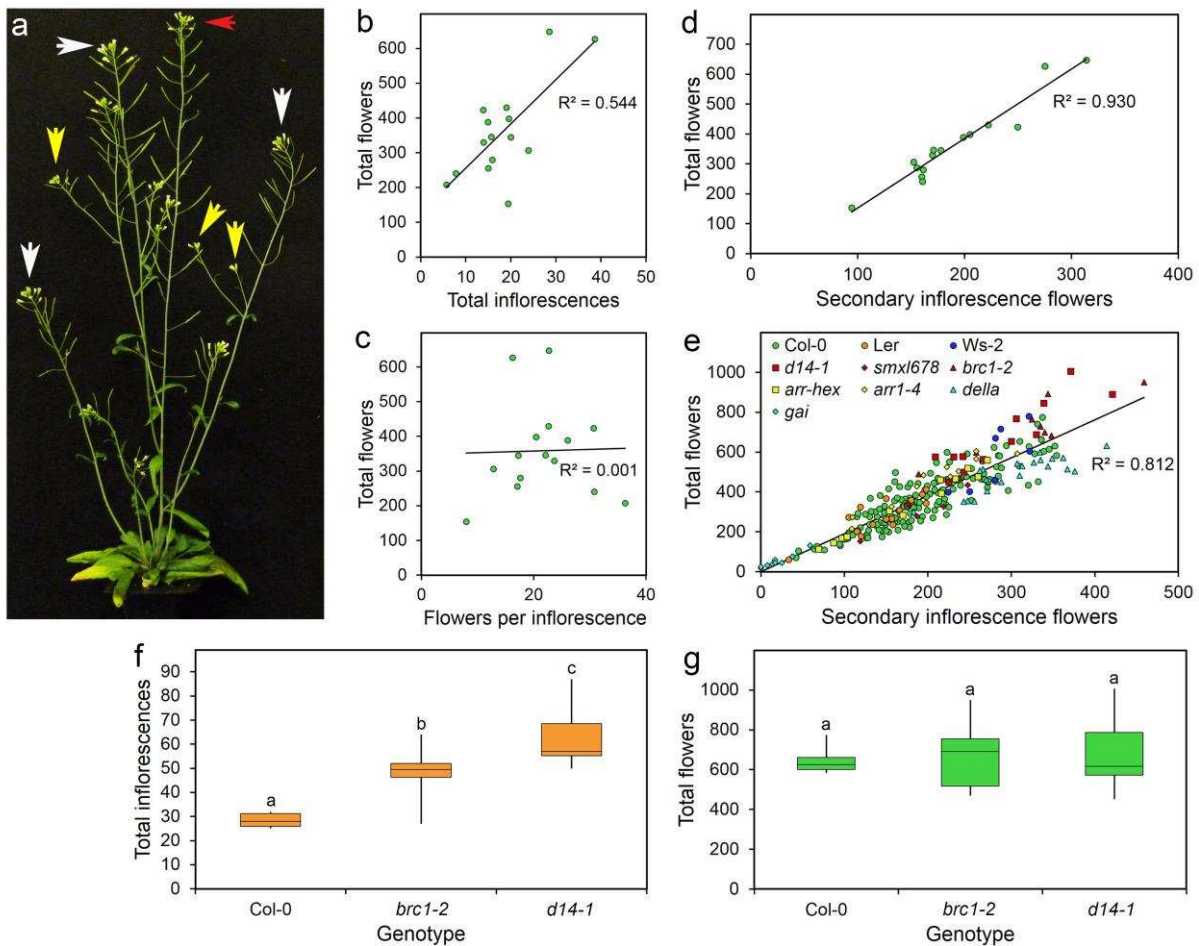 a
b
Total flowers
600
500
400
300
200
100
0
R² = 0.544
0 10 20 30 40 50
Total inflorescences
c
Total flowers
600
500
400
300
200
100
0
R² = 0.001
0 20 40
Flowers per inflorescence
d
Total flowers
700
600
500
400
300
200
100
0
R² = 0.930
0 100 200 300 400
Secondary inflorescence flowers
e
Total flowers
1000
800
600
400
200
0
Col-0 Ler Ws-2
d14-1 smxl678 brc1-2
arr-hex arr1-4 della
gai
R² = 0.812
0 100 200 300 400 500
Secondary inflorescence flowers
f
Total inflorescences
90
80
70
60
50
40
30
20
10
0
a
b
c
Col-0 brc1-2 d14-1
Genotype
g
Total flowers
1000
800
600
400
200
0
a
a
a
Col-0 brc1-2 d14-1
Genotype